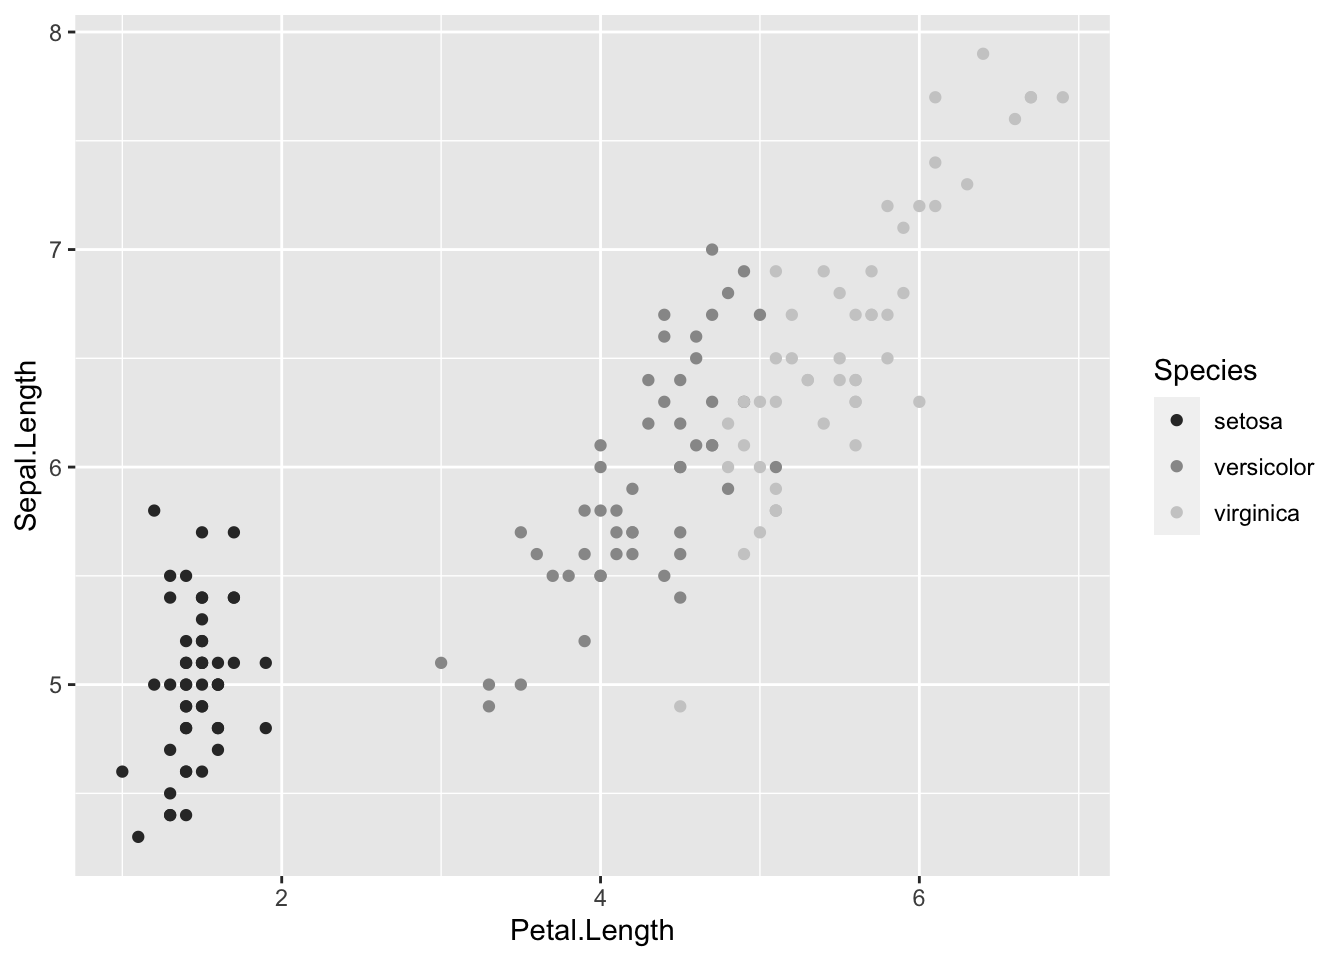 8
7
6
5
Sepal.Length
2 4 6
Petal.Length
Species
setosa
versicolor
virginica